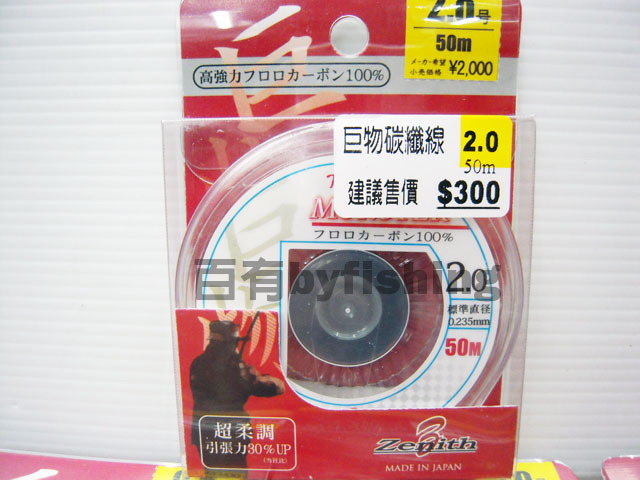 2.0号
50m
メーカー希望
小売価格 ¥2,000
高強力フロロカーボン100%
巨物碳纖線 2.0
50m
建議售價 $300
フロロカーボン100%
百有byfishing
2.0
標準直径
0.235mm
50M
超柔調
引張力30%UP
(当社比)
Zenith
MADE IN JAPAN